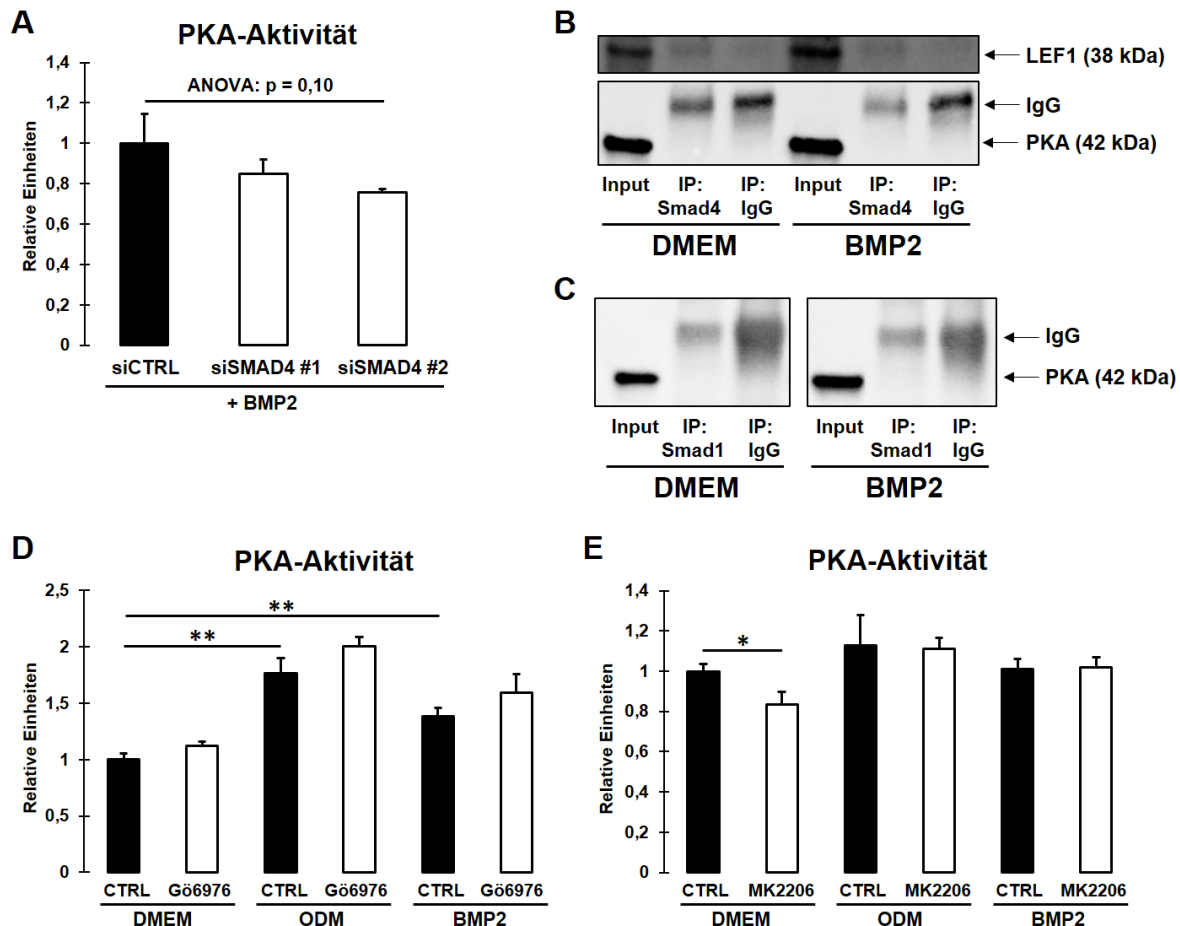 A
PKA-Aktivität
Relative Einheiten
1,4
1,2
1
0,8
0,6
0,4
0,2
0
ANOVA: p = 0,10
siCTRL siSMAD4 #1 siSMAD4 #2
+ BMP2
B
LEF1 (38 kDa)
IgG
PKA (42 kDa)
Input IP: Smad4 IP: IgG Input IP: Smad4 IP: IgG
DMEM BMP2
C
IgG
PKA (42 kDa)
Input IP: Smad1 IP: IgG Input IP: Smad1 IP: IgG
DMEM BMP2
D
PKA-Aktivität
Relative Einheiten
2,5
2
1,5
1
0,5
0
**
**
CTRL Gö6976 CTRL Gö6976 CTRL Gö6976
DMEM ODM BMP2
E
PKA-Aktivität
Relative Einheiten
1,4
1,2
1
0,8
0,6
0,4
0,2
0
*
CTRL MK2206 CTRL MK2206 CTRL MK2206
DMEM ODM BMP2